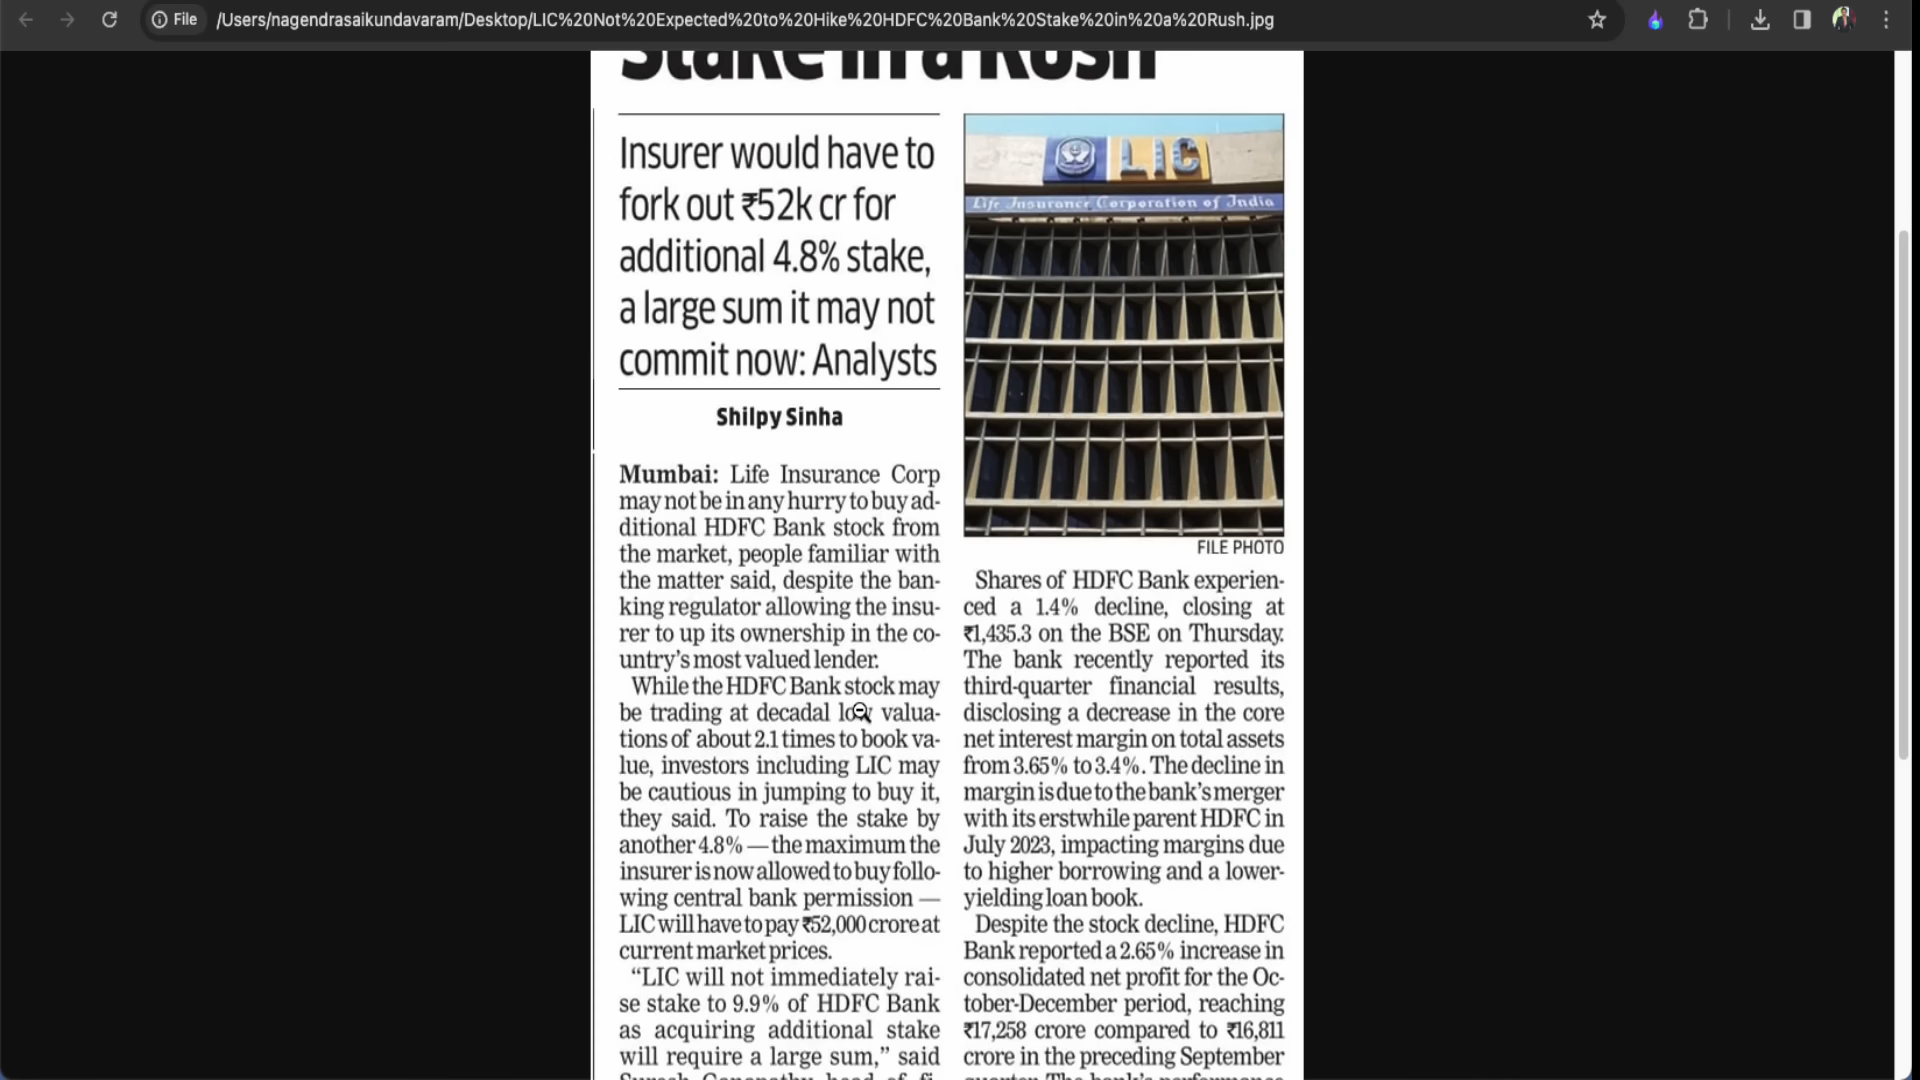 File
/Users/nagendrasaikundavaram/Desktop/LIC%20Not%20Expected%20to%20Hike%20HDFC%20Bank%20Stake%20in%20a%20Rush.jpg
Stake in a Rush
Insurer would have to
fork out ₹52k cr for
additional 4.8% stake,
a large sum it may not
commit now: Analysts
Shilpy Sinha
Mumbai: Life Insurance Corp
may not be in any hurry to buy ad-
ditional HDFC Bank stock from
the market, people familiar with
the matter said, despite the ban-
king regulator allowing the insu-
rer to up its ownership in the co-
untry's most valued lender.
While the HDFC Bank stock may
be trading at decadal low valua-
tions of about 2.1 times to book va-
lue, investors including LIC may
be cautious in jumping to buy it,
they said. To raise the stake by
another 4.8% — the maximum the
insurer is now allowed to buy follo-
wing central bank permission —
LIC will have to pay ₹52,000 crore at
current market prices.
“LIC will not immediately rai-
se stake to 9.9% of HDFC Bank
as acquiring additional stake
will require a large sum,” said
LIC
Life Insurance Corporation of India
FILE PHOTO
Shares of HDFC Bank experien-
ced a 1.4% decline, closing at
₹1,435.3 on the BSE on Thursday.
The bank recently reported its
third-quarter financial results,
disclosing a decrease in the core
net interest margin on total assets
from 3.65% to 3.4%. The decline in
margin is due to the bank's merger
with its erstwhile parent HDFC in
July 2023, impacting margins due
to higher borrowing and a lower-
yielding loan book.
Despite the stock decline, HDFC
Bank reported a 2.65% increase in
consolidated net profit for the Oc-
tober-December period, reaching
₹17,258 crore compared to ₹16,811
crore in the preceding September